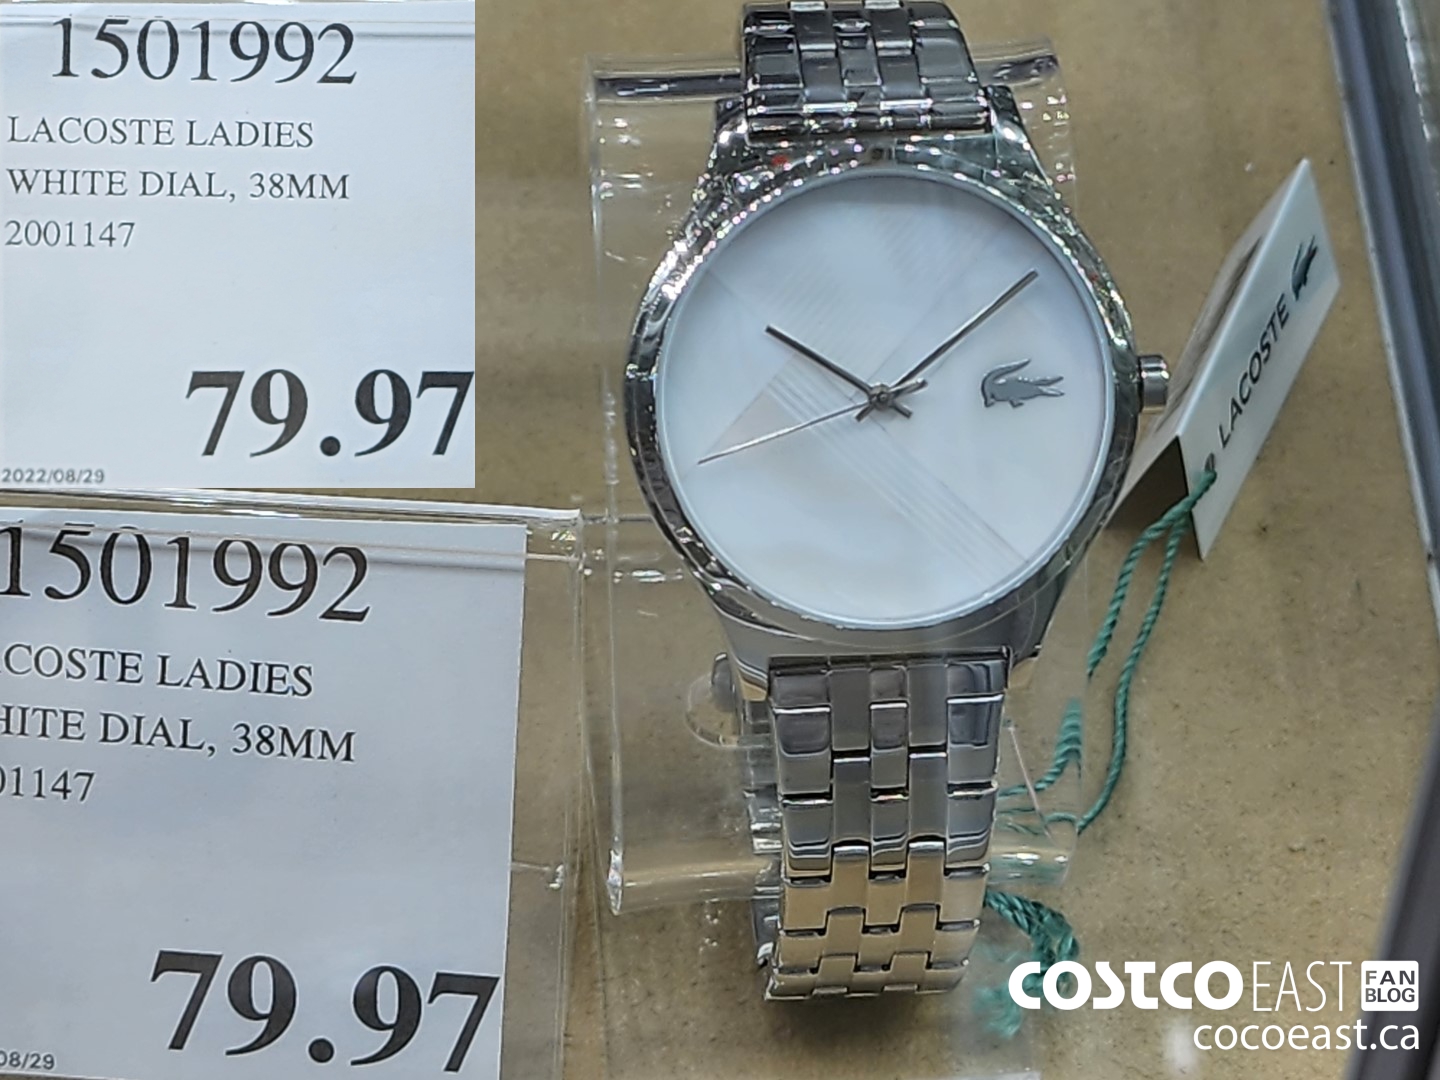 1501992
LACOSTE LADIES
WHITE DIAL, 38MM
2001147
79.97
2022/08/29
1501992
COSTE LADIES
HITE DIAL, 38MM
01147
79.97
08/29
LACOSTE
COSTCO EAST FAN BLOG
cocoeast.ca